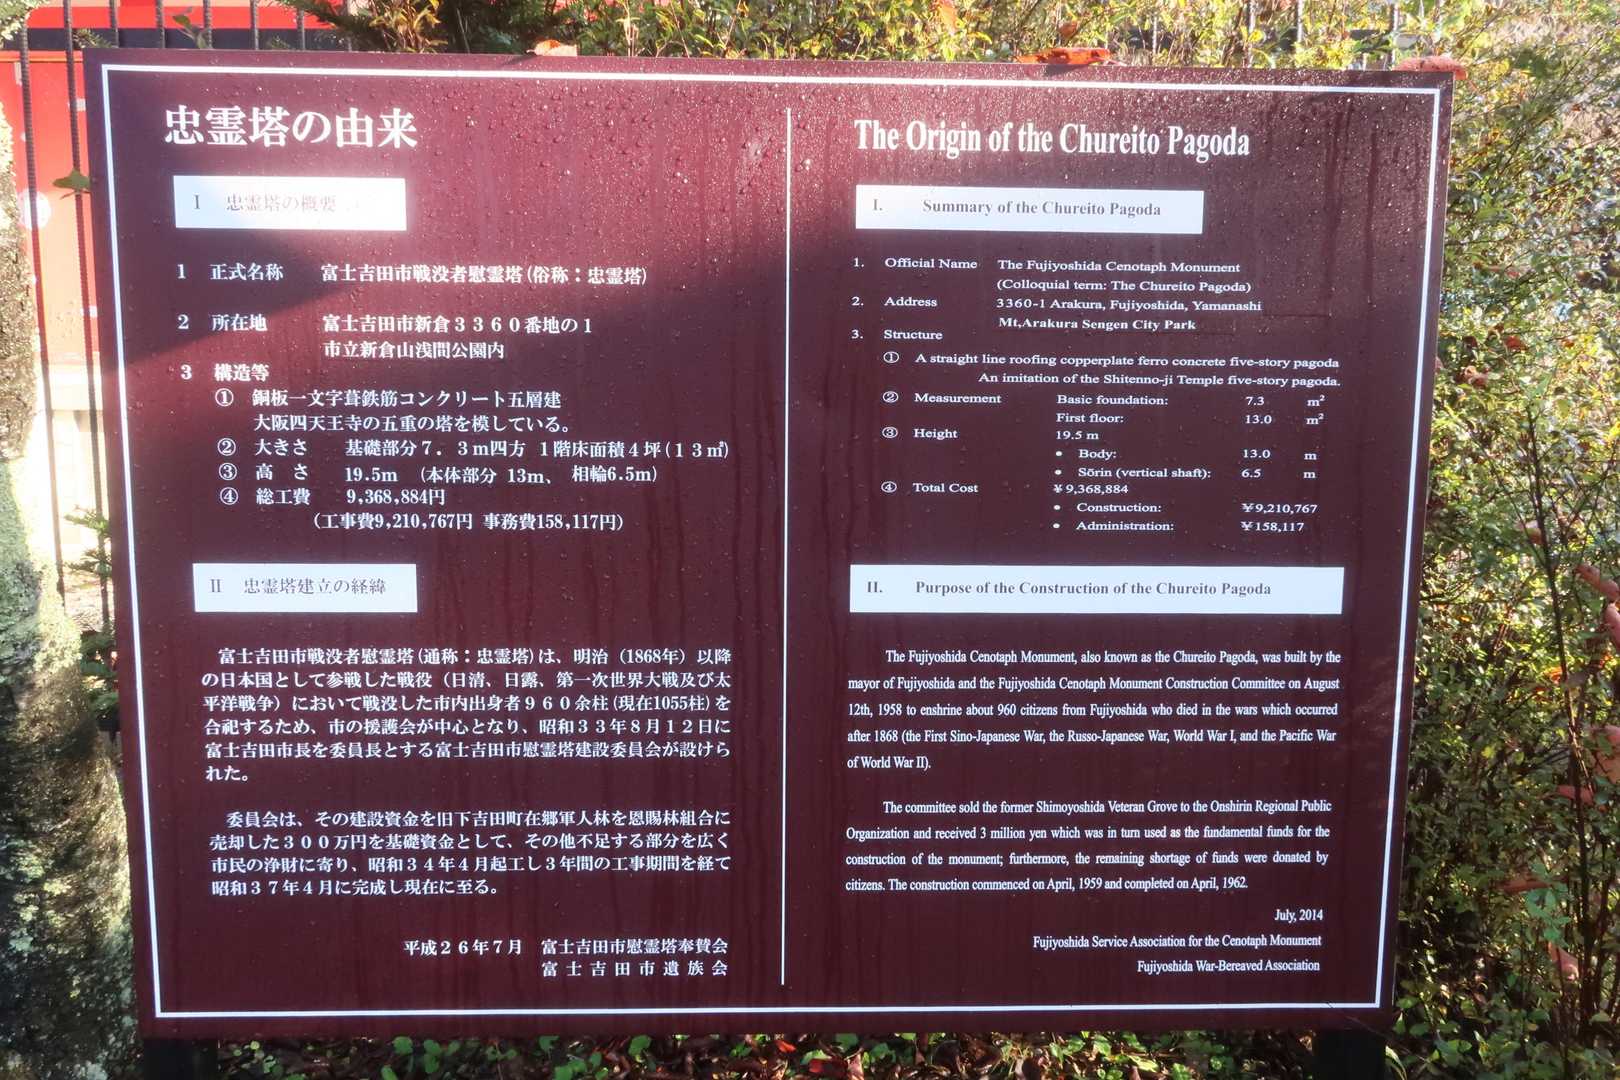 忠霊塔の由来
I 忠霊塔の概要
1 正式名称 富士吉田市戦没者慰霊塔(俗称：忠霊塔)
2 所在地 富士吉田市新倉３３６０番地の１
市立新倉山浅間公園内
3 構造等
① 銅板一文字葺鉄筋コンクリート五層建
大阪四天王寺の五重の塔を模している。
② 大きさ 基礎部分７．３ｍ四方 １階床面積４坪(１３㎡)
③ 高さ 19.5m (本体部分 13m、 相輪6.5m)
④ 総工費 9,368,884円
(工事費9,210,767円 事務費158,117円)
II 忠霊塔建立の経緯
富士吉田市戦没者慰霊塔(通称：忠霊塔)は、明治（1868年）以降
の日本国として参戦した戦役（日清、日露、第一次世界大戦及び太
平洋戦争）において戦没した市内出身者９６０余柱(現在1055柱)を
合祀するため、市の援護会が中心となり、昭和３３年８月１２日に
富士吉田市長を委員長とする富士吉田市慰霊塔建設委員会が設けら
れた。
委員会は、その建設資金を旧下吉田町在郷軍人林を恩賜林組合に
売却した３００万円を基礎資金として、その他不足する部分を広く
市民の浄財に寄り、昭和３４年４月起工し３年間の工事期間を経て
昭和３７年４月に完成し現在に至る。
平成２６年７月 富士吉田市慰霊塔奉賛会
富士吉田市遺族会
The Origin of the Chureito Pagoda
I. Summary of the Chureito Pagoda
1. Official Name The Fujiyoshida Cenotaph Monument
(Colloquial term: The Chureito Pagoda)
2. Address 3360-1 Arakura, Fujiyoshida, Yamanashi
Mt,Arakura Sengen City Park
3. Structure
① A straight line roofing copperplate ferro concrete five-story pagoda
An imitation of the Shitenno-ji Temple five-story pagoda.
② Measurement Basic foundation: 7.3 m²
First floor: 13.0 m²
③ Height 19.5 m
• Body: 13.0 m
• Sōrin (vertical shaft): 6.5 m
④ Total Cost ¥9,368,884
• Construction: ¥9,210,767
• Administration: ¥158,117
II. Purpose of the Construction of the Chureito Pagoda
The Fujiyoshida Cenotaph Monument, also known as the Chureito Pagoda, was built by the
mayor of Fujiyoshida and the Fujiyoshida Cenotaph Monument Construction Committee on August
12th, 1958 to enshrine about 960 citizens from Fujiyoshida who died in the wars which occurred
after 1868 (the First Sino-Japanese War, the Russo-Japanese War, World War I, and the Pacific War
of World War II).
The committee sold the former Shimoyoshida Veteran Grove to the Onshirin Regional Public
Organization and received 3 million yen which was in turn used as the fundamental funds for the
construction of the monument; furthermore, the remaining shortage of funds were donated by
citizens. The construction commenced on April, 1959 and completed on April, 1962.
July, 2014
Fujiyoshida Service Association for the Cenotaph Monument
Fujiyoshida War-Bereaved Association